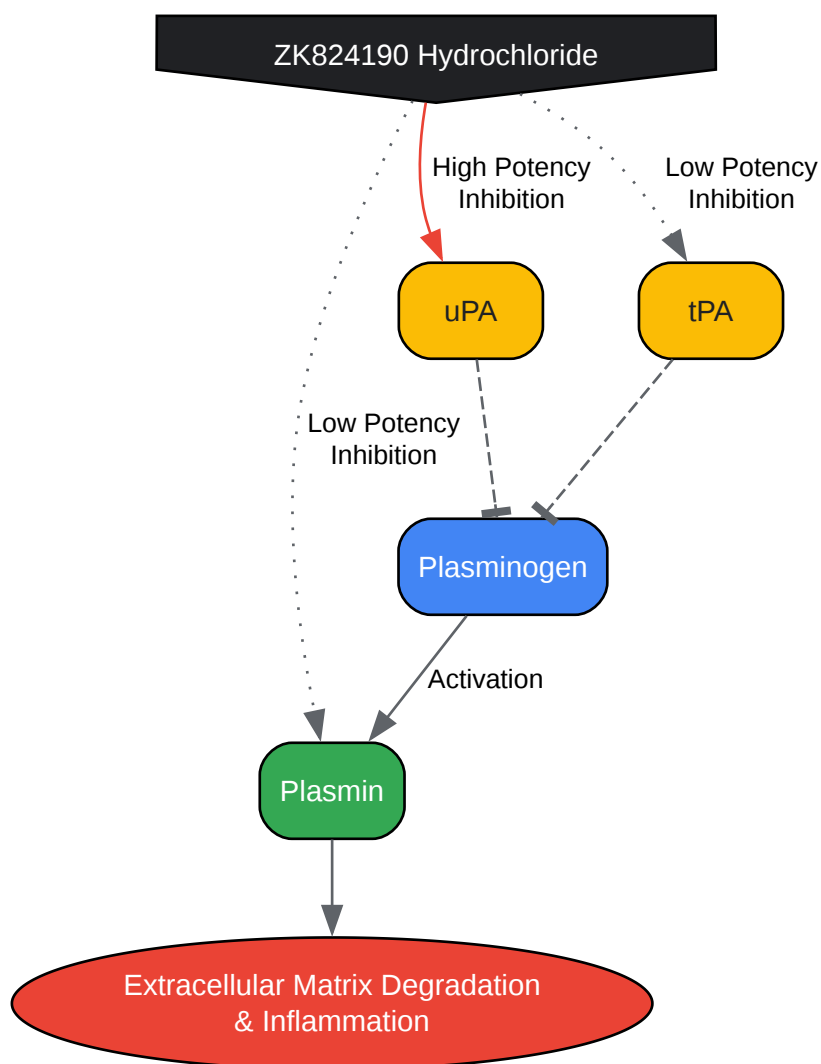 ZK824190 Hydrochloride
High Potency
Inhibition
Low Potency
Inhibition
uPA
tPA
Low Potency
Inhibition
Plasminogen
Activation
Plasmin
Extracellular Matrix Degradation
& Inflammation